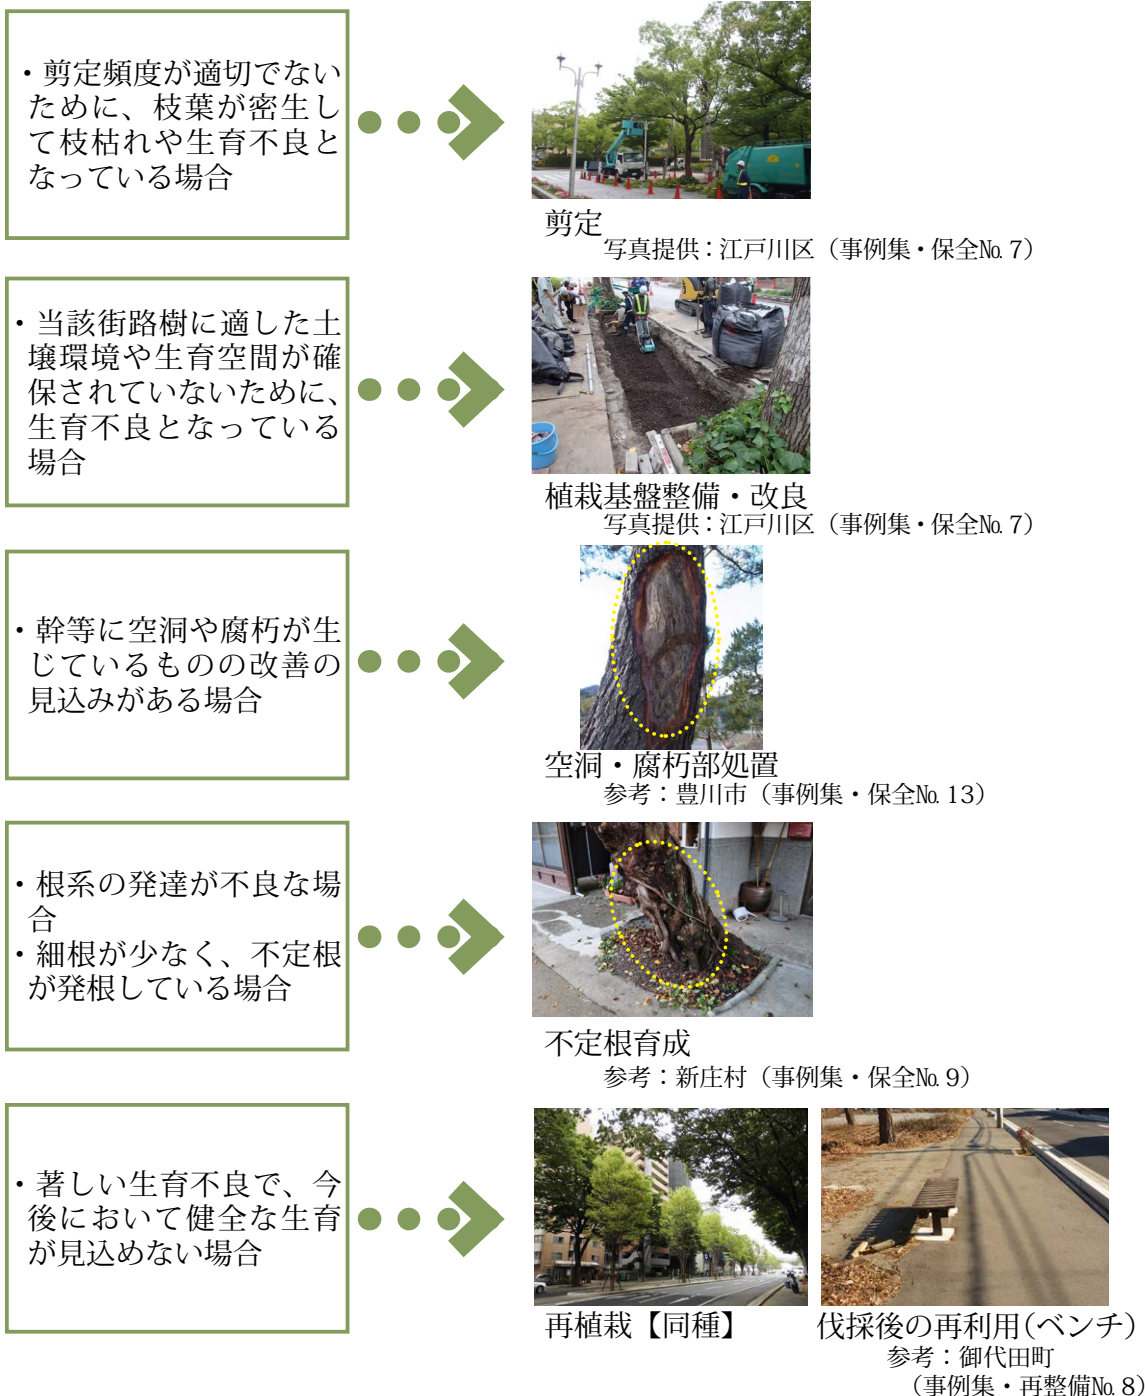 ・剪定頻度が適切でない
ために、枝葉が密生し
て枝枯れや生育不良と
なっている場合
剪定
写真提供：江戸川区（事例集・保全№7）
・当該街路樹に適した土
壌環境や生育空間が確
保されていないために、
生育不良となっている
場合
植栽基盤整備・改良
写真提供：江戸川区（事例集・保全№7）
・幹等に空洞や腐朽が生
じているものの改善の
見込みがある場合
空洞・腐朽部処置
参考：豊川市（事例集・保全№13）
・根系の発達が不良な場
合
・細根が少なく、不定根
が発根している場合
不定根育成
参考：新庄村（事例集・保全№9）
・著しい生育不良で、今
後において健全な生育
が見込めない場合
再植栽【同種】
伐採後の再利用(ベンチ)
参考：御代田町
（事例集・再整備№8）